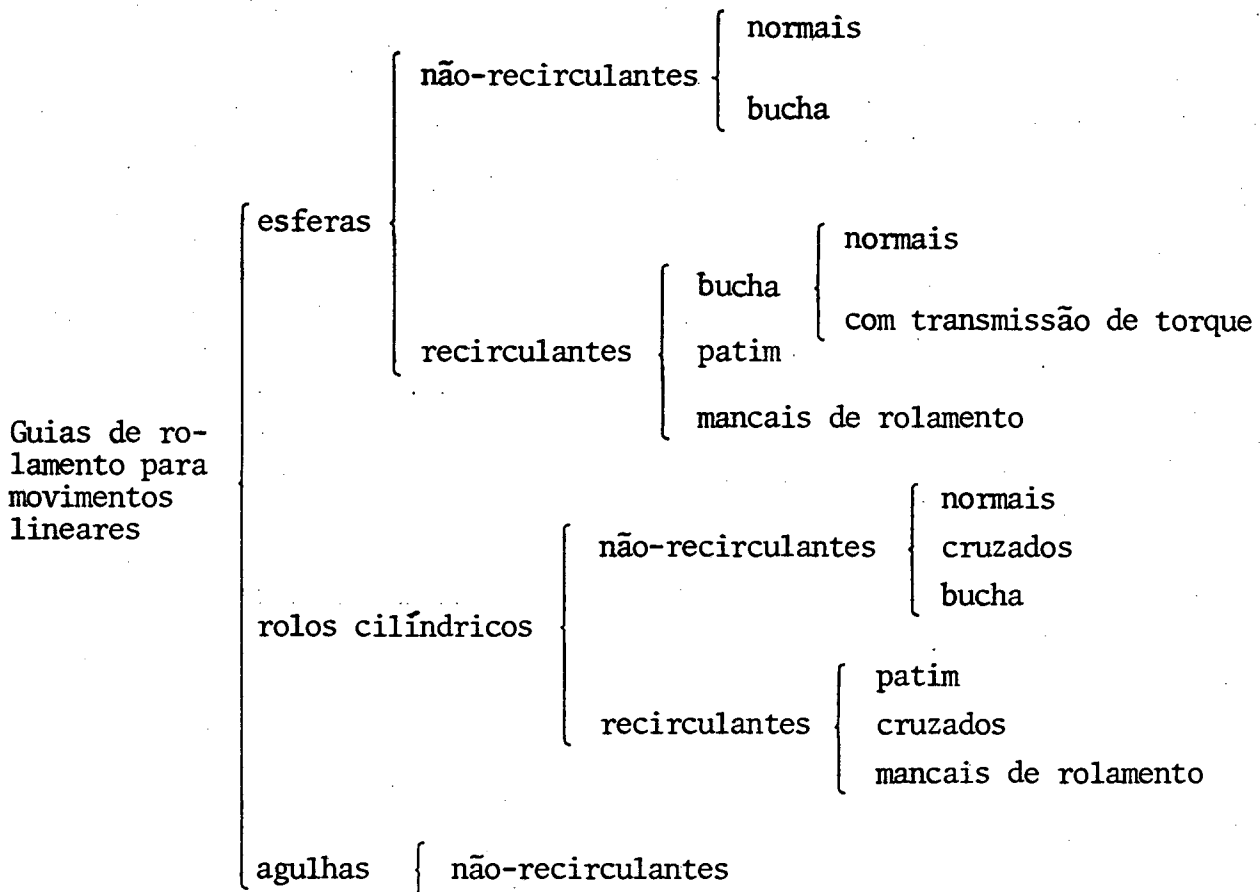 normais
não-recirculantes
bucha
esferas
normais
bucha
com transmissão de torque
recirculantes
patim
mancais de rolamento
Guias de ro-
lamento para
movimentos
lineares
normais
não-recirculantes
cruzados
bucha
rolos cilíndricos
patim
recirculantes
cruzados
mancais de rolamento
agulhas
não-recirculantes